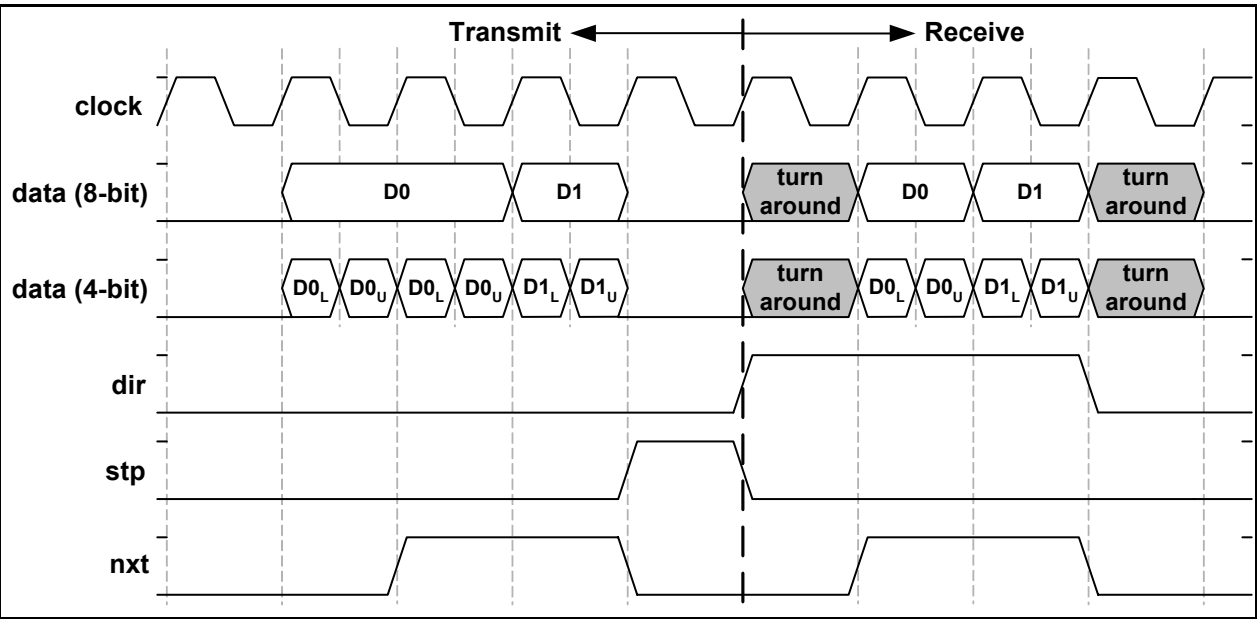 Transmit Receive
clock
data (8-bit) D0 D1 turn around D0 D1 turn around
data (4-bit) D0L D0U D0L D0U D1L D1U turn around D0L D0U D1L D1U turn around
dir
stp
nxt